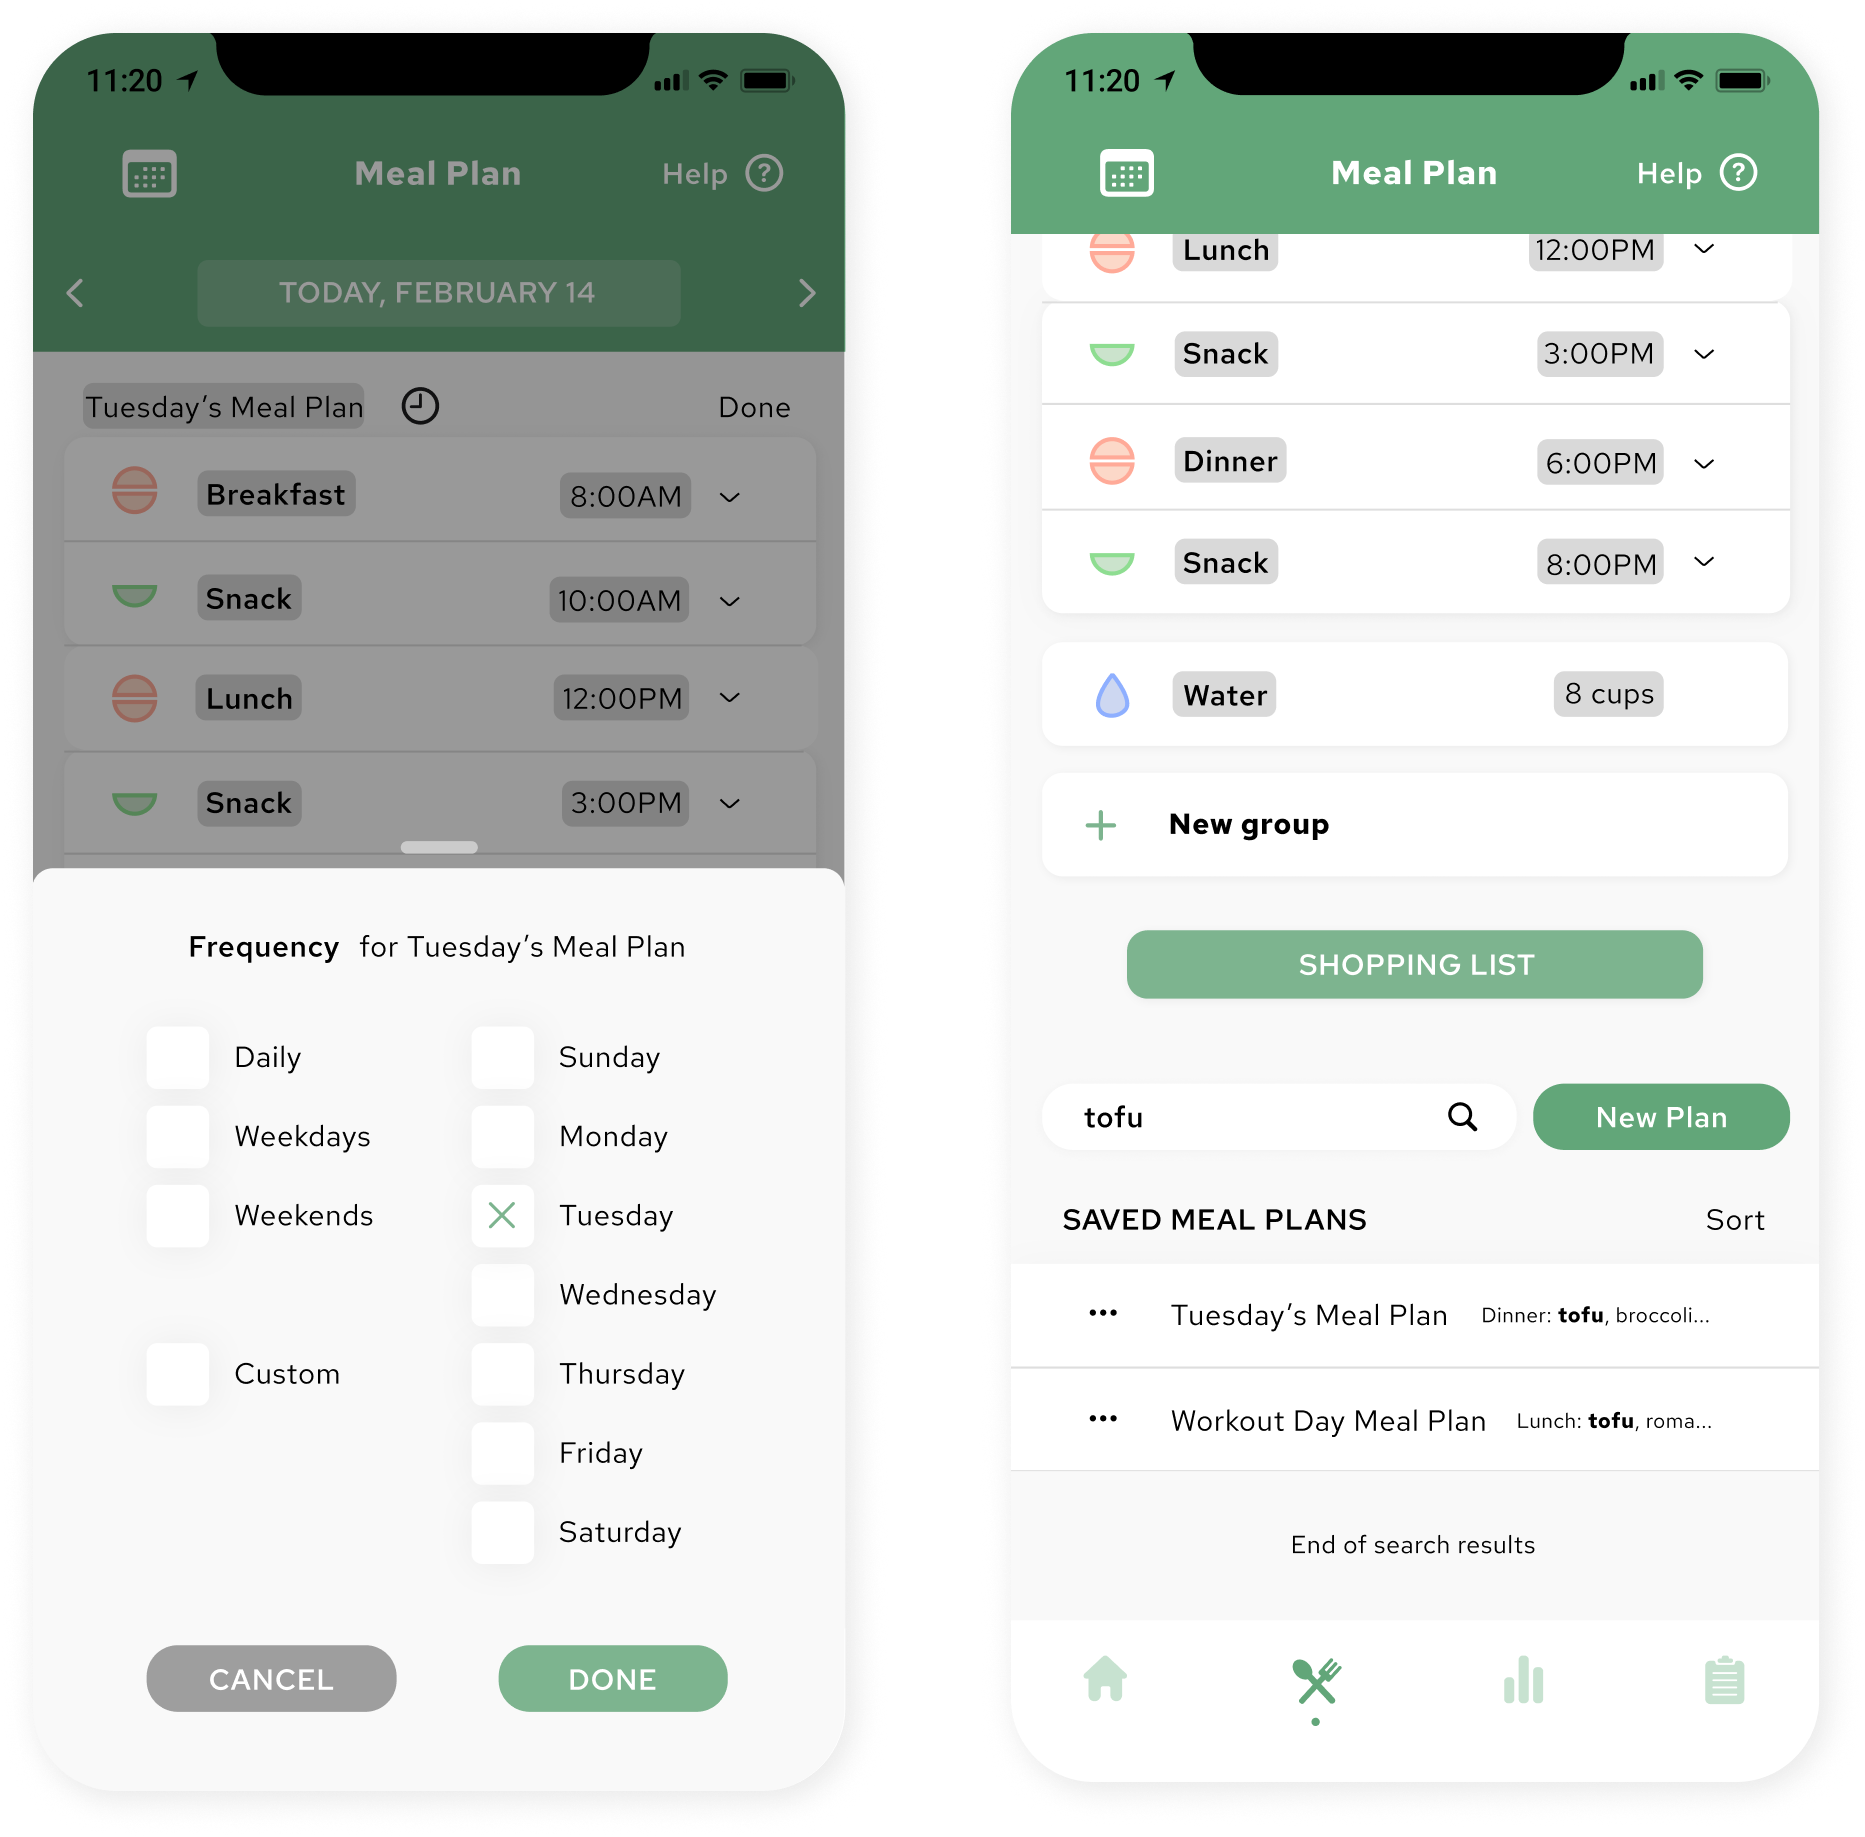 11:20
Meal Plan
Help ?
TODAY, FEBRUARY 14
Tuesday’s Meal Plan
Done
Breakfast 8:00AM
Snack 10:00AM
Lunch 12:00PM
Snack 3:00PM
Frequency for Tuesday’s Meal Plan
Daily
Weekdays
Weekends
Custom
Sunday
Monday
Tuesday
Wednesday
Thursday
Friday
Saturday
CANCEL
DONE
11:20
Meal Plan
Help ?
Lunch 12:00PM
Snack 3:00PM
Dinner 6:00PM
Snack 8:00PM
Water 8 cups
New group
SHOPPING LIST
tofu
New Plan
SAVED MEAL PLANS
Sort
Tuesday’s Meal Plan Dinner: tofu, broccoli...
Workout Day Meal Plan Lunch: tofu, roma...
End of search results